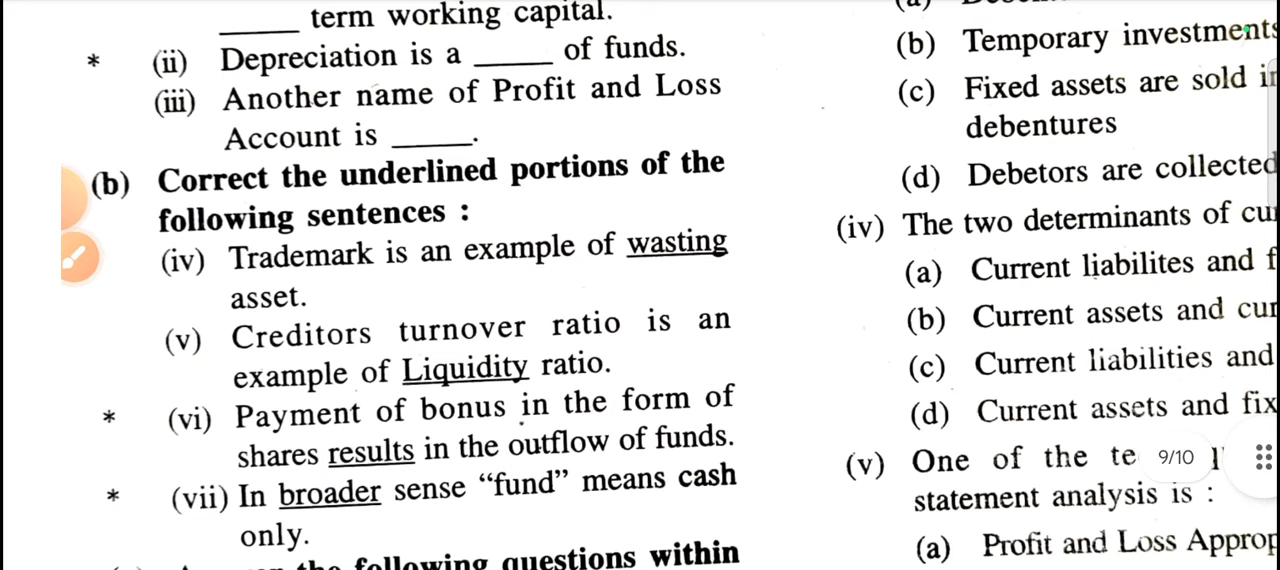 term working capital.
* (ii) Depreciation is a _____ of funds.
(iii) Another name of Profit and Loss
Account is _____.
(b) Correct the underlined portions of the
following sentences :
(iv) Trademark is an example of wasting
asset.
(v) Creditors turnover ratio is an
example of Liquidity ratio.
* (vi) Payment of bonus in the form of
shares results in the outflow of funds.
* (vii) In broader sense “fund” means cash
only.
following questions within
(b) Temporary investments
(c) Fixed assets are sold
debentures
(d) Debetors are collected
(iv) The two determinants of
(a) Current liabilites and
(b) Current assets and
(c) Current liabilities and
(d) Current assets and
(v) One of the
statement analysis is :
(a) Profit and Loss
9/10